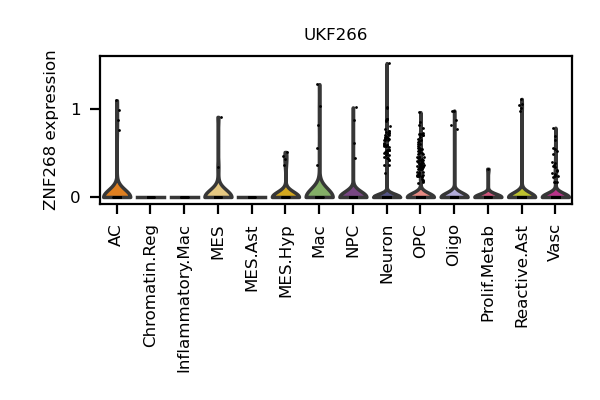 UKF266
ZNF268 expression
1
0
AC
Chromatin.Reg
Inflammatory.Mac
MES
MES.Ast
MES.Hyp
Mac
NPC
Neuron
OPC
Oligo
Prolif.Metab
Reactive.Ast
Vasc